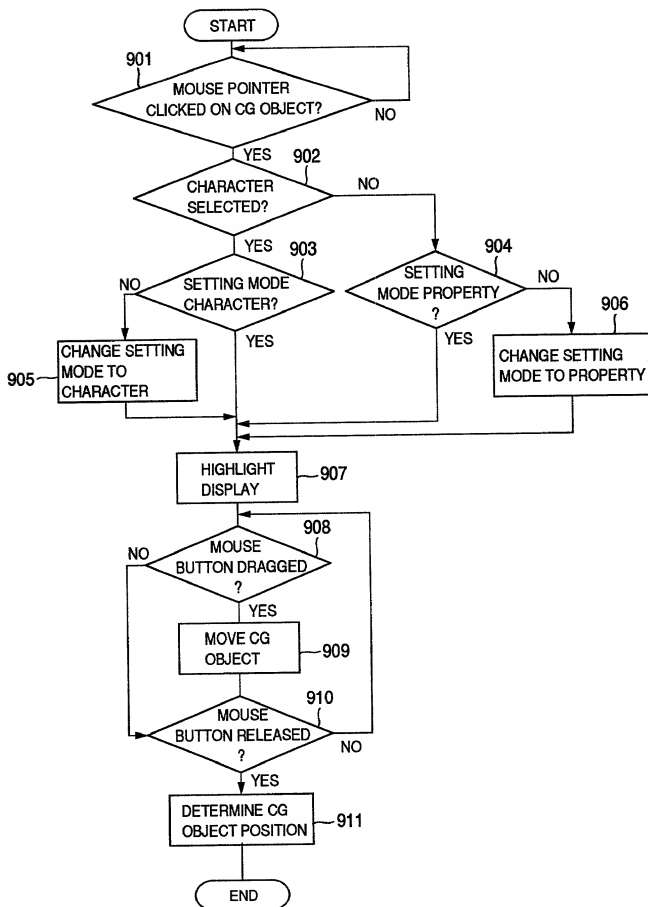 START
901
MOUSE POINTER
CLICKED ON CG OBJECT?
NO
YES
902
CHARACTER
SELECTED?
NO
YES
903
SETTING MODE
CHARACTER?
NO
YES
904
SETTING
MODE PROPERTY
?
NO
YES
906
905
CHANGE SETTING
MODE TO
CHARACTER
CHANGE SETTING
MODE TO PROPERTY
HIGHLIGHT
DISPLAY
907
908
NO
MOUSE
BUTTON DRAGGED
?
YES
MOVE CG
OBJECT
909
910
MOUSE
BUTTON RELEASED
?
NO
YES
DETERMINE CG
OBJECT POSITION
911
END